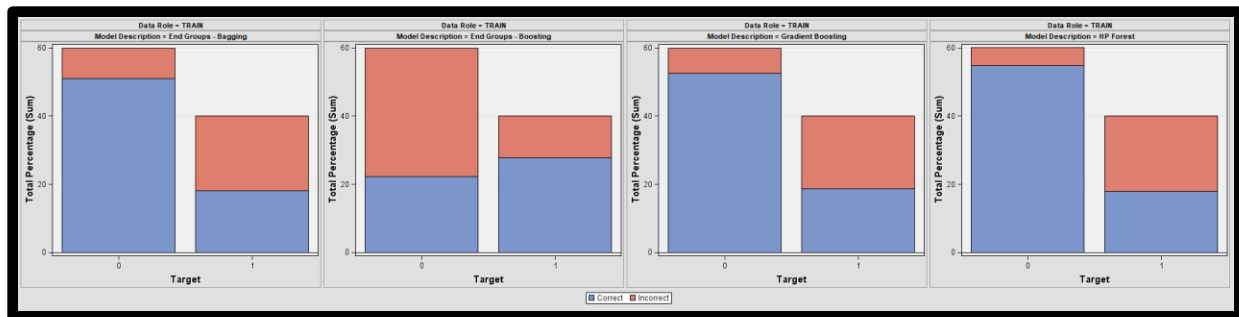 Data Role = TRAIN
Model Description = End Groups - Bagging
60
40
20
0
Total Percentage (Sum)
0 1
Target
Data Role = TRAIN
Model Description = End Groups - Boosting
60
40
20
0
Total Percentage (Sum)
0 1
Target
Data Role = TRAIN
Model Description = Gradient Boosting
60
40
20
0
Total Percentage (Sum)
0 1
Target
Data Role = TRAIN
Model Description = HP Forest
60
40
20
0
Total Percentage (Sum)
0 1
Target
Correct Incorrect